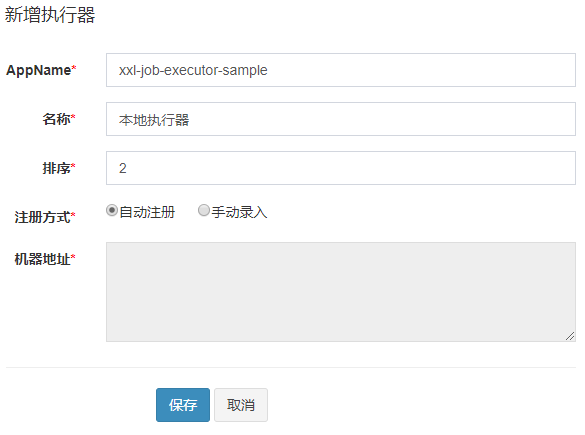 新增执行器
AppName* xxl-job-executor-sample
名称* 本地执行器
排序* 2
注册方式* 自动注册 手动录入
机器地址*
保存 取消